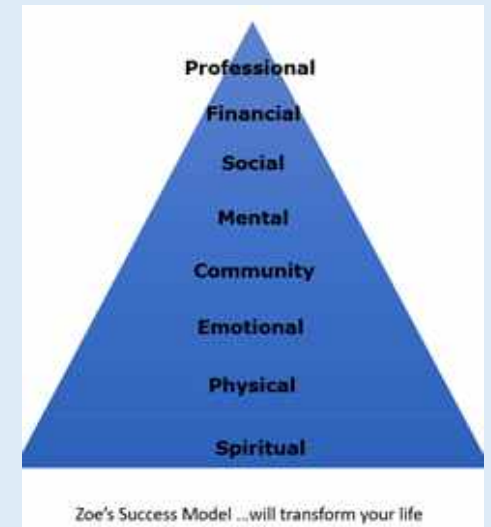 Professional
Financial
Social
Mental
Community
Emotional
Physical
Spiritual
Zoe's Success Model ...will transform your life